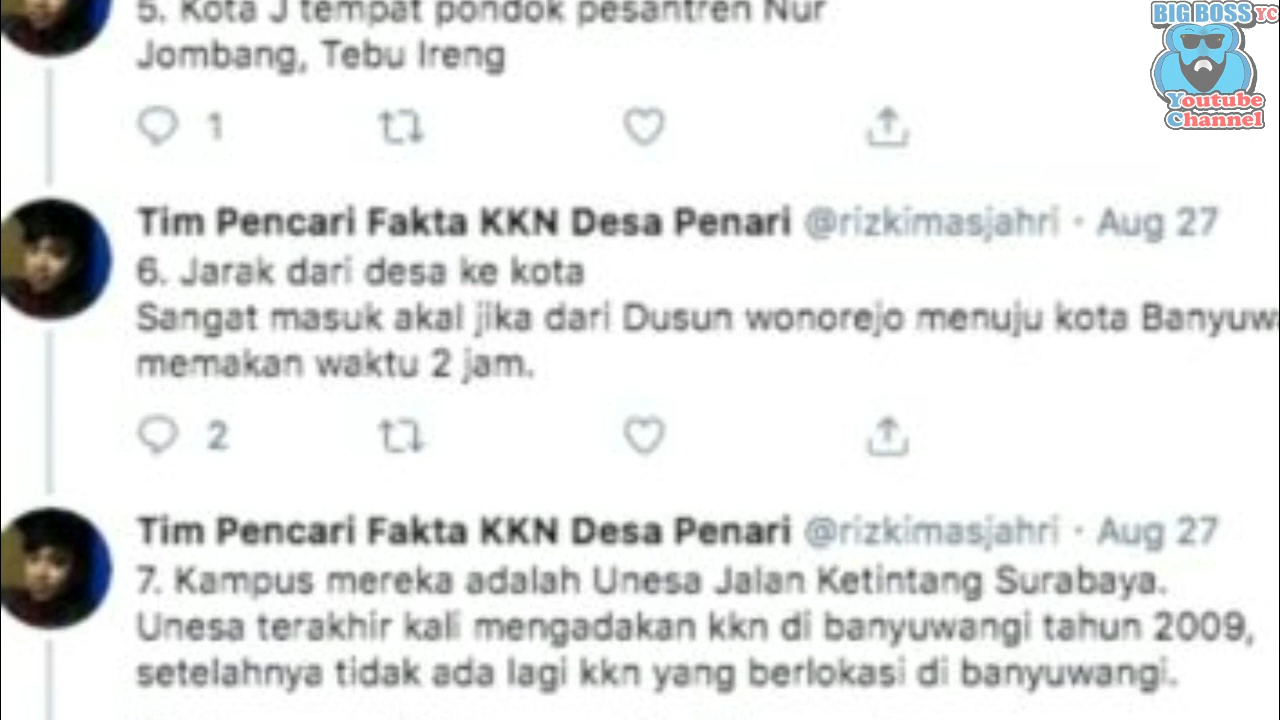 5. Kota J tempat pondok pesantren Nur
Jombang, Tebu Ireng
1
Tim Pencari Fakta KKN Desa Penari @rizkimasjahri · Aug 27
6. Jarak dari desa ke kota
Sangat masuk akal jika dari Dusun wonorejo menuju kota Banyuw
memakan waktu 2 jam.
2
Tim Pencari Fakta KKN Desa Penari @rizkimasjahri · Aug 27
7. Kampus mereka adalah Unesa Jalan Ketintang Surabaya.
Unesa terakhir kali mengadakan kkn di banyuwangi tahun 2009,
setelahnya tidak ada lagi kkn yang berlokasi di banyuwangi.
BIG BOSS YC
Youtube
Channel